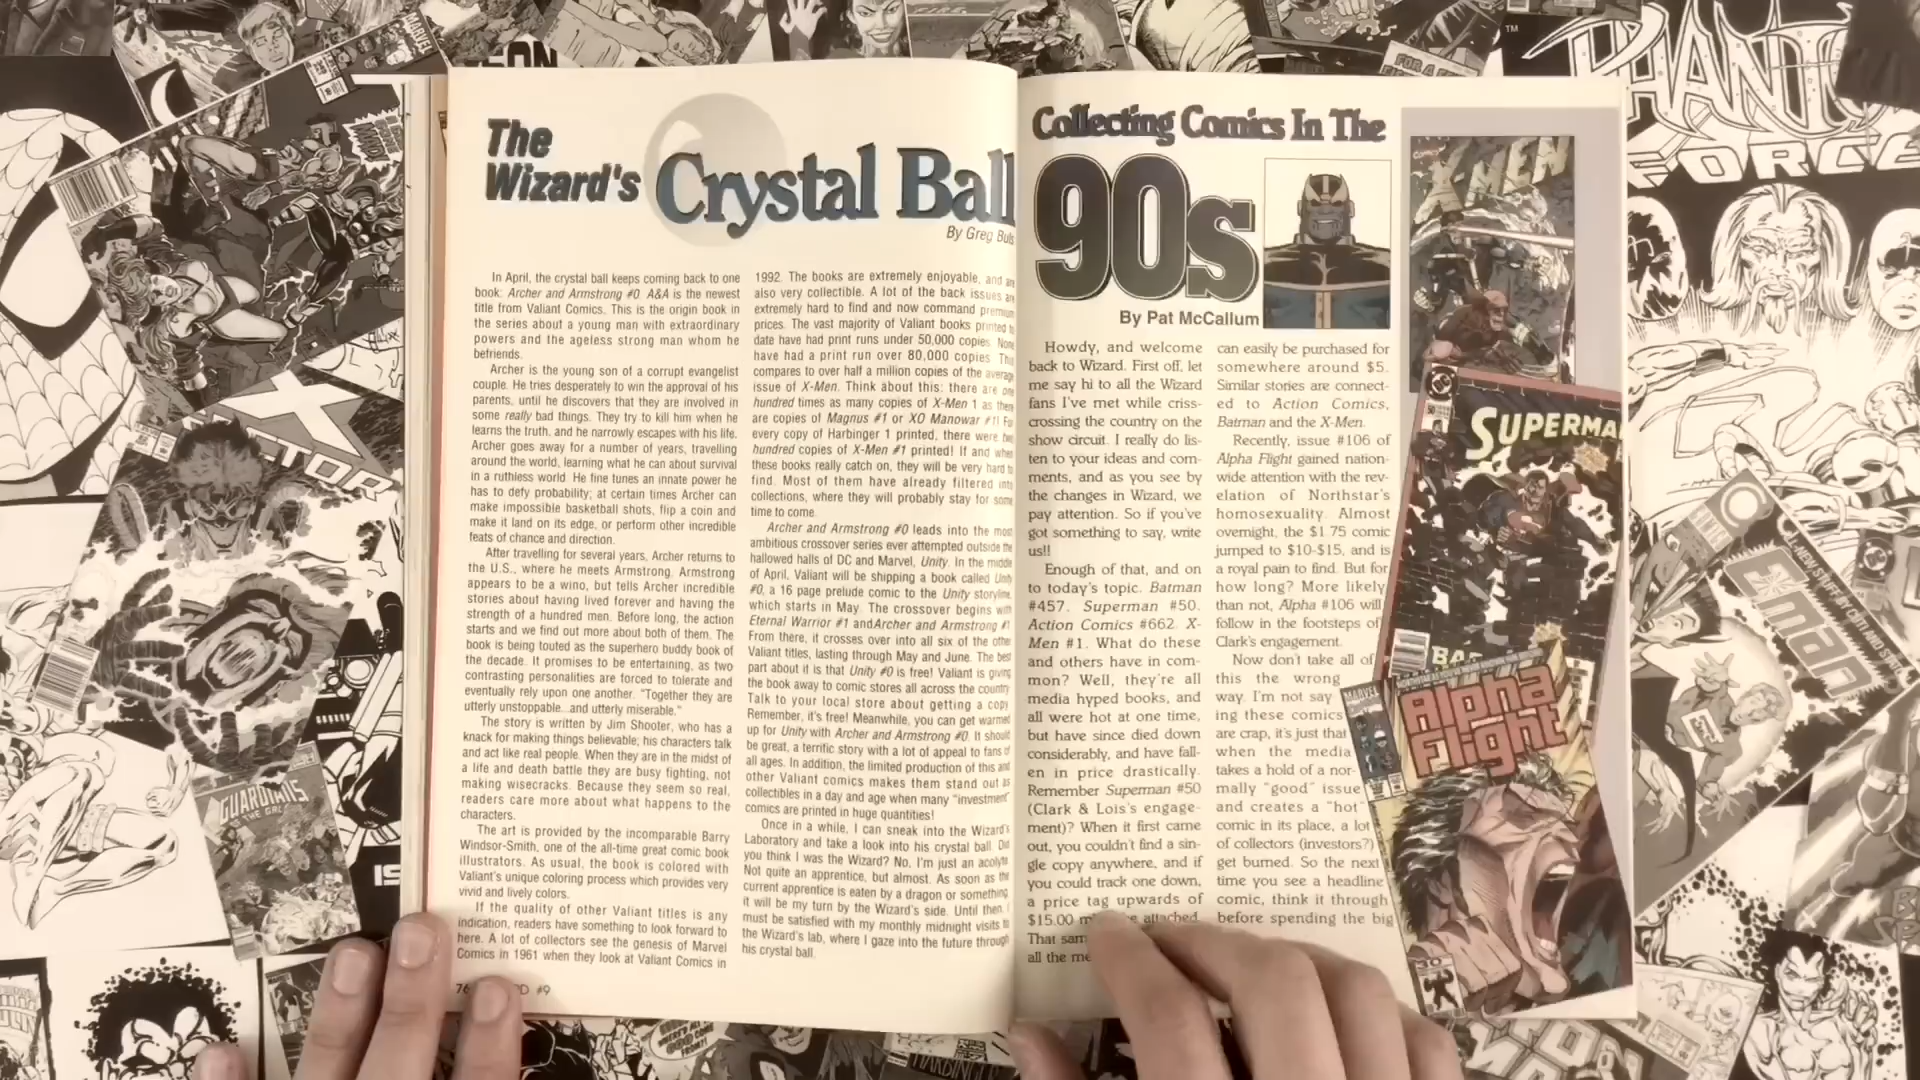 The
Wizard's
Crystal Ball
By Greg Buls
In April, the crystal ball keeps coming back to one
book: Archer and Armstrong #0. A&A is the newest
title from Valiant Comics. This is the origin book in
the series about a young man with extraordinary
powers and the ageless strong man whom he
befriends.
Archer is the young son of a corrupt evangelist
couple. He tries desperately to win the approval of his
parents, until he discovers that they are involved in
some really bad things. They try to kill him when he
learns the truth, and he narrowly escapes with his life.
Archer goes away for a number of years, travelling
around the world, learning what he can about survival
in a ruthless world. He fine tunes an innate power he
has to defy probability; at certain times Archer can
make impossible basketball shots, flip a coin and
make it land on its edge, or perform other incredible
feats of chance and direction.
After travelling for several years, Archer returns to
the U.S., where he meets Armstrong. Armstrong
appears to be a wino, but tells Archer incredible
stories about having lived forever and having the
strength of a hundred men. Before long, the action
starts and we find out more about both of them. The
book is being touted as the superhero buddy book of
the decade. It promises to be entertaining, as two
contrasting personalities are forced to tolerate and
eventually rely upon one another. "Together they are
utterly unstoppable...and utterly miserable."
The story is written by Jim Shooter, who has a
knack for making things believable; his characters talk
and act like real people. When they are in the midst of
a life and death battle they are busy fighting, not
making wisecracks. Because they seem so real,
readers care more about what happens to the
characters.
The art is provided by the incomparable Barry
Windsor-Smith, one of the all-time great comic book
illustrators. As usual, the book is colored with
Valiant's unique coloring process which provides very
vivid and lively colors.
If the quality of other Valiant titles is any
indication, readers have something to look forward to
here. A lot of collectors see the genesis of Marvel
Comics in 1961 when they look at Valiant Comics in
1992. The books are extremely enjoyable, and are
also very collectible. A lot of the back issues are
extremely hard to find and now command premium
prices. The vast majority of Valiant books printed to
date have had print runs under 50,000 copies. None
have had a print run over 80,000 copies. This
compares to over half a million copies of the average
issue of X-Men. Think about this: there are one
hundred times as many copies of X-Men 1 as there
are copies of Magnus #1 or XO Manowar #1! For
every copy of Harbinger 1 printed, there were two
hundred copies of X-Men #1 printed! If and when
these books really catch on, they will be very hard to
find. Most of them have already filtered into
collections, where they will probably stay for some
time to come.
Archer and Armstrong #0 leads into the most
ambitious crossover series ever attempted outside the
hallowed halls of DC and Marvel, Unity. In the middle
of April, Valiant will be shipping a book called Unity
#0, a 16 page prelude comic to the Unity storyline,
which starts in May. The crossover begins with
Eternal Warrior #1 andArcher and Armstrong #1.
From there, it crosses over into all six of the other
Valiant titles, lasting through May and June. The best
part about it is that Unity #0 is free! Valiant is giving
the book away to comic stores all across the country.
Talk to your local store about getting a copy.
Remember, it's free! Meanwhile, you can get warmed
up for Unity with Archer and Armstrong #0. It should
be great, a terrific story with a lot of appeal to fans of
all ages. In addition, the limited production of this and
other Valiant comics makes them stand out as
collectibles in a day and age when many "investment"
comics are printed in huge quantities!
Once in a while, I can sneak into the Wizard's
Laboratory and take a look into his crystal ball. Did
you think I was the Wizard? No, I'm just an acolyte.
Not quite an apprentice, but almost. As soon as the
current apprentice is eaten by a dragon or something,
it will be my turn by the Wizard's side. Until then, I
must be satisfied with my monthly midnight visits to
the Wizard's lab, where I gaze into the future through
his crystal ball.
76
#9
Collecting Comics In The
90s
By Pat McCallum
Howdy, and welcome
back to Wizard. First off, let
me say hi to all the Wizard
fans I've met while criss-
crossing the country on the
show circuit. I really do lis-
ten to your ideas and com-
ments, and as you see by
the changes in Wizard, we
pay attention. So if you've
got something to say, write
us!!
Enough of that, and on
to today's topic. Batman
#457. Superman #50.
Action Comics #662. X-
Men #1. What do these
and others have in com-
mon? Well, they're all
media hyped books, and
all were hot at one time,
but have since died down
considerably, and have fall-
en in price drastically.
Remember Superman #50
(Clark & Lois's engage-
ment)? When it first came
out, you couldn't find a sin-
gle copy anywhere, and if
you could track one down,
a price tag upwards of
$15.00 attached.
That
all the
can easily be purchased for
somewhere around $5.
Similar stories are connect-
ed to Action Comics,
Batman and the X-Men.
Recently, issue #106 of
Alpha Flight gained nation-
wide attention with the rev-
elation of Northstar's
homosexuality. Almost
overnight, the $1.75 comic
jumped to $10-$15, and is
a royal pain to find. But for
how long? More likely
than not, Alpha #106 will
follow in the footsteps of
Clark's engagement.
Now don't take all of
this the wrong
way. I'm not say
ing these comics
are crap, it's just that
when the media
takes a hold of a nor-
mally "good" issue
and creates a "hot"
comic in its place, a lot
of collectors (investors?)
get burned. So the next
time you see a headline
comic, think it through
before spending the big
X-MEN
SUPERMA
Alpha
Flight
MARVEL
GUARDIANS
PHANT
FORCE
TM